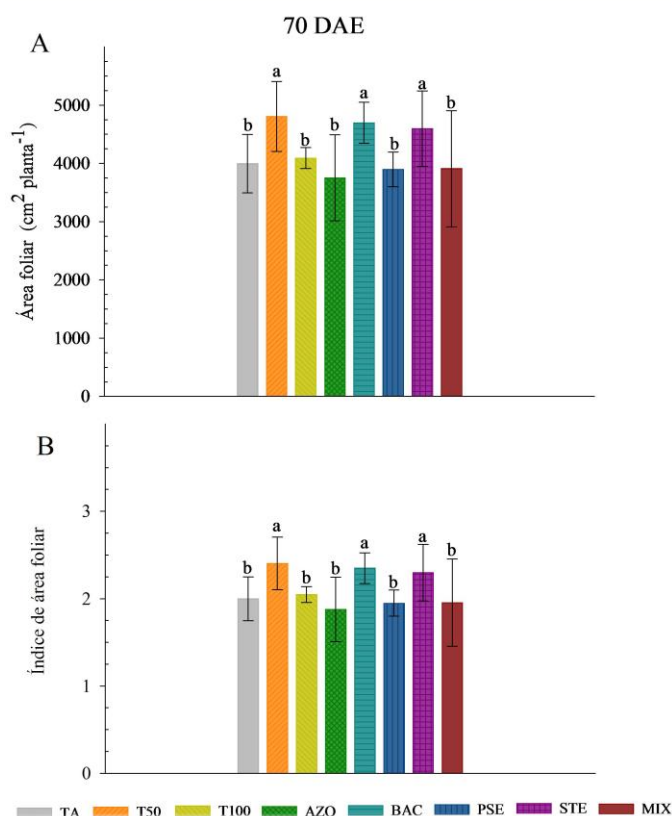 70 DAE
A
Área foliar (cm² planta⁻¹)
5000
4000
3000
2000
1000
0
b a b b a b a b
B
Índice de área foliar
3
2
1
0
b a b b a b a b
TA T50 T100 AZO BAC PSE STE MIX